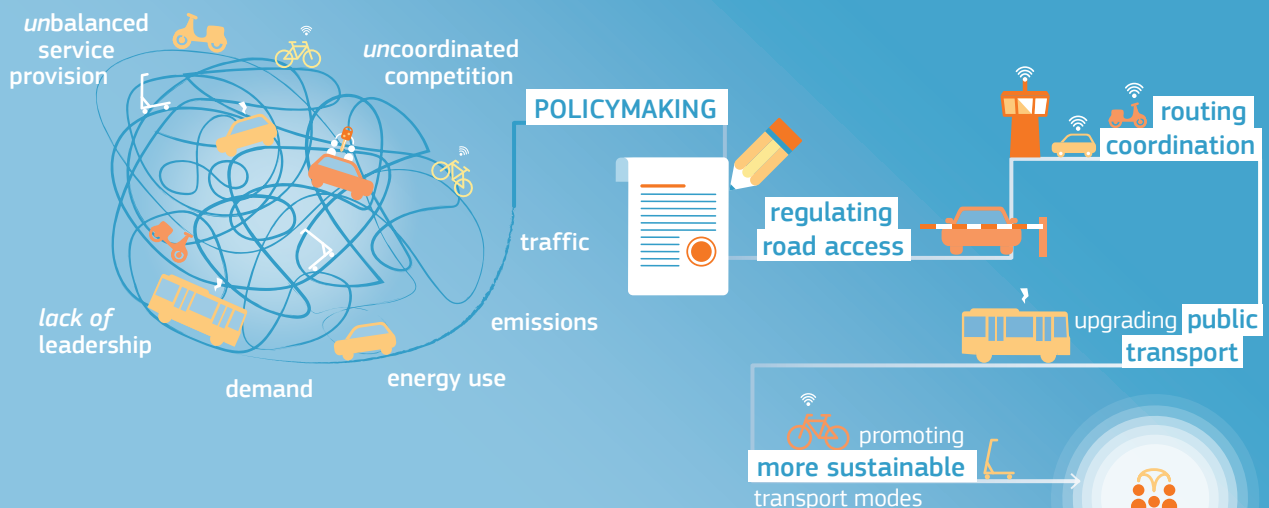 unbalanced
service
provision
uncoordinated
competition
lack of
leadership
demand
energy use
emissions
traffic
POLICYMAKING
regulating
road access
routing
coordination
upgrading public
transport
promoting
more sustainable
transport modes